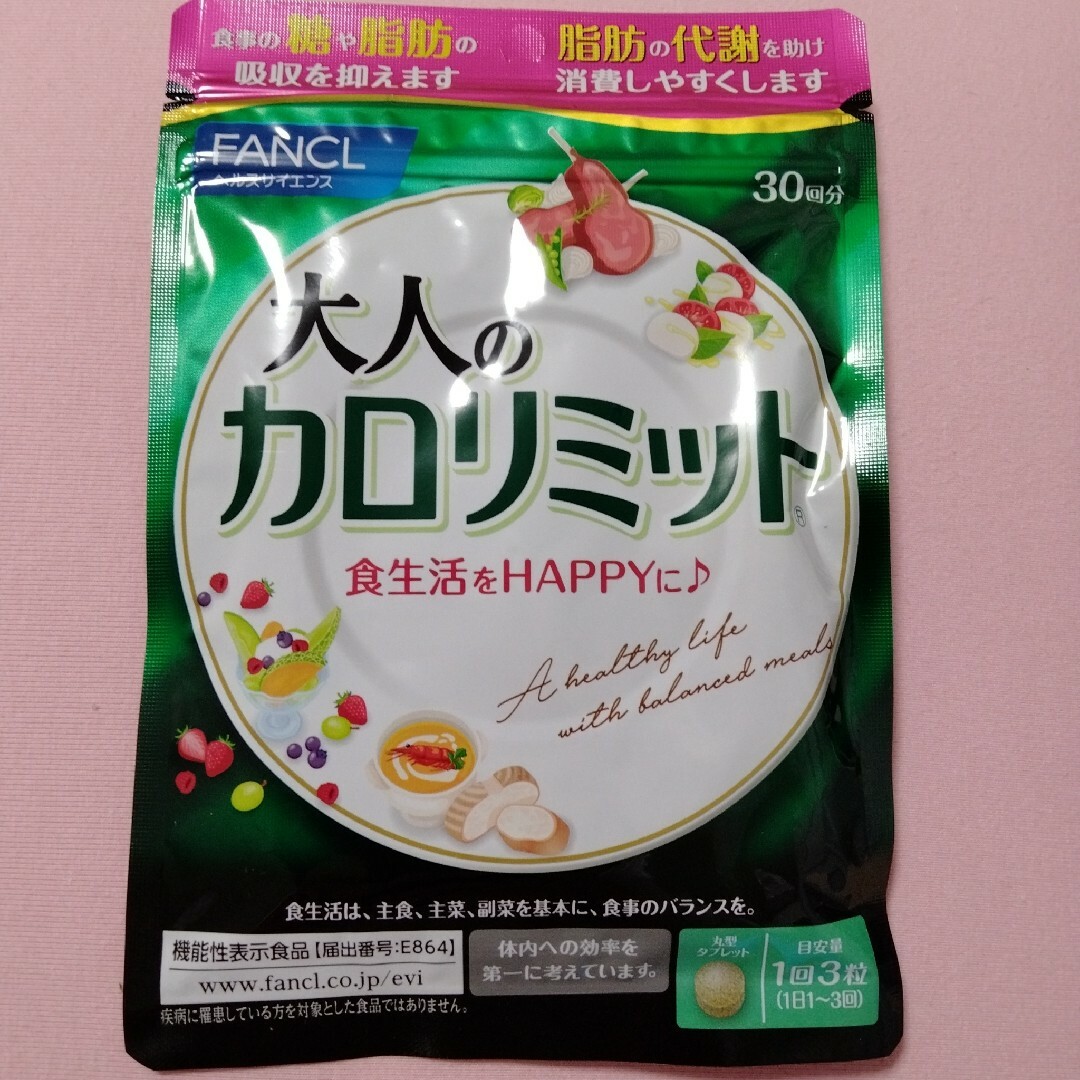 食事の糖や脂肪の
吸収を抑えます
脂肪の代謝を助け
消費しやすくします
FANCL
ヘルスサイエンス
30回分
大人の
カロリミット®
食生活をHAPPYに♪
A healthy life
with balanced meals
食生活は、主食、主菜、副菜を基本に、食事のバランスを。
機能性表示食品【届出番号:E864】
www.fancl.co.jp/evi
疾病に罹患している方を対象とした食品ではありません。
体内への効率を
第一に考えています。
丸型
タブレット
目安量
1回3粒
(1日1~3回)